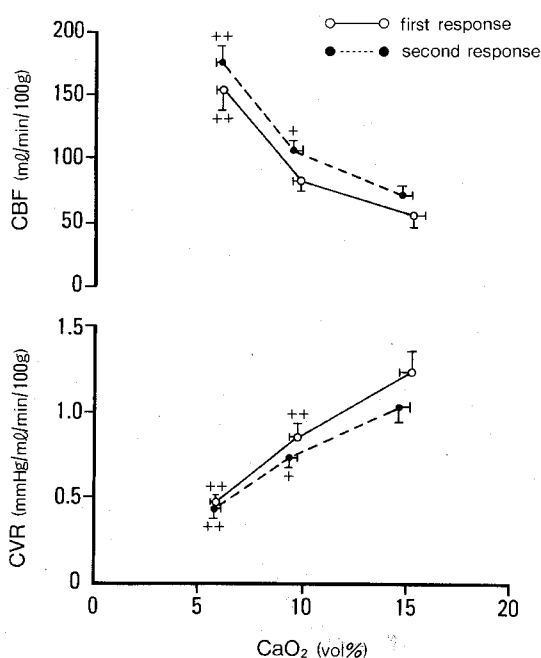 first response
second response
200
150
100
50
0
CBF (mℓ/min/100g)
++
++
+
1.5
1.0
0.5
0
CVR (mmHg/mℓ/min/100g)
++
++
++
+
0 5 10 15 20
CaO₂ (vol%)